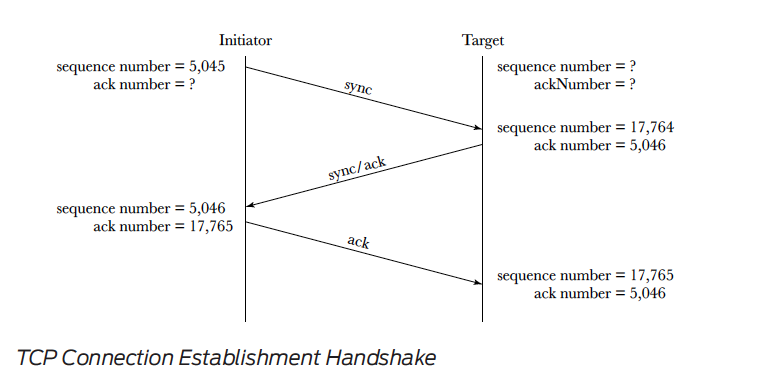 Initiator
Target
sequence number = 5,045
ack number = ?
sync
sequence number = ?
ackNumber = ?
sequence number = 17,764
ack number = 5,046
sync/ack
sequence number = 5,046
ack number = 17,765
ack
sequence number = 17,765
ack number = 5,046
TCP Connection Establishment Handshake